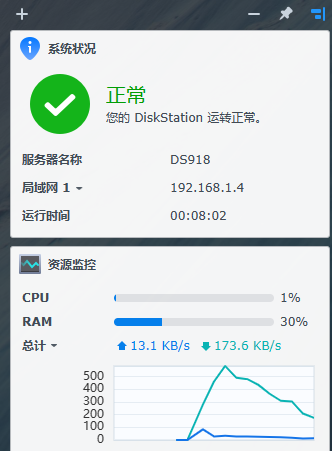 系统状况
正常
您的 DiskStation 运转正常。
服务器名称 DS918
局域网 1 192.168.1.4
运行时间 00:08:02
资源监控
CPU 1%
RAM 30%
总计 13.1 KB/s 173.6 KB/s
500
400
300
200
100
0